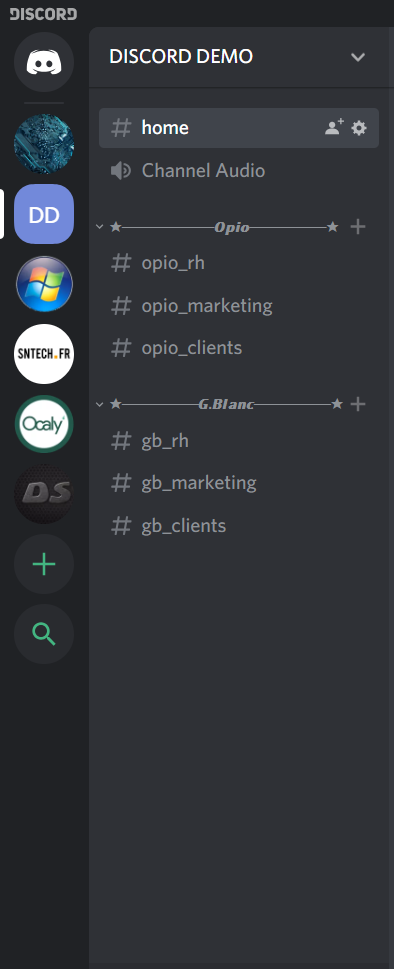 DISCORD
DISCORD DEMO
home
Channel Audio
DD
★————Opio————★
opio_rh
opio_marketing
SNTECH.FR
opio_clients
Ocaly
★————G.Blanc————★
gb_rh
DS
gb_marketing
gb_clients